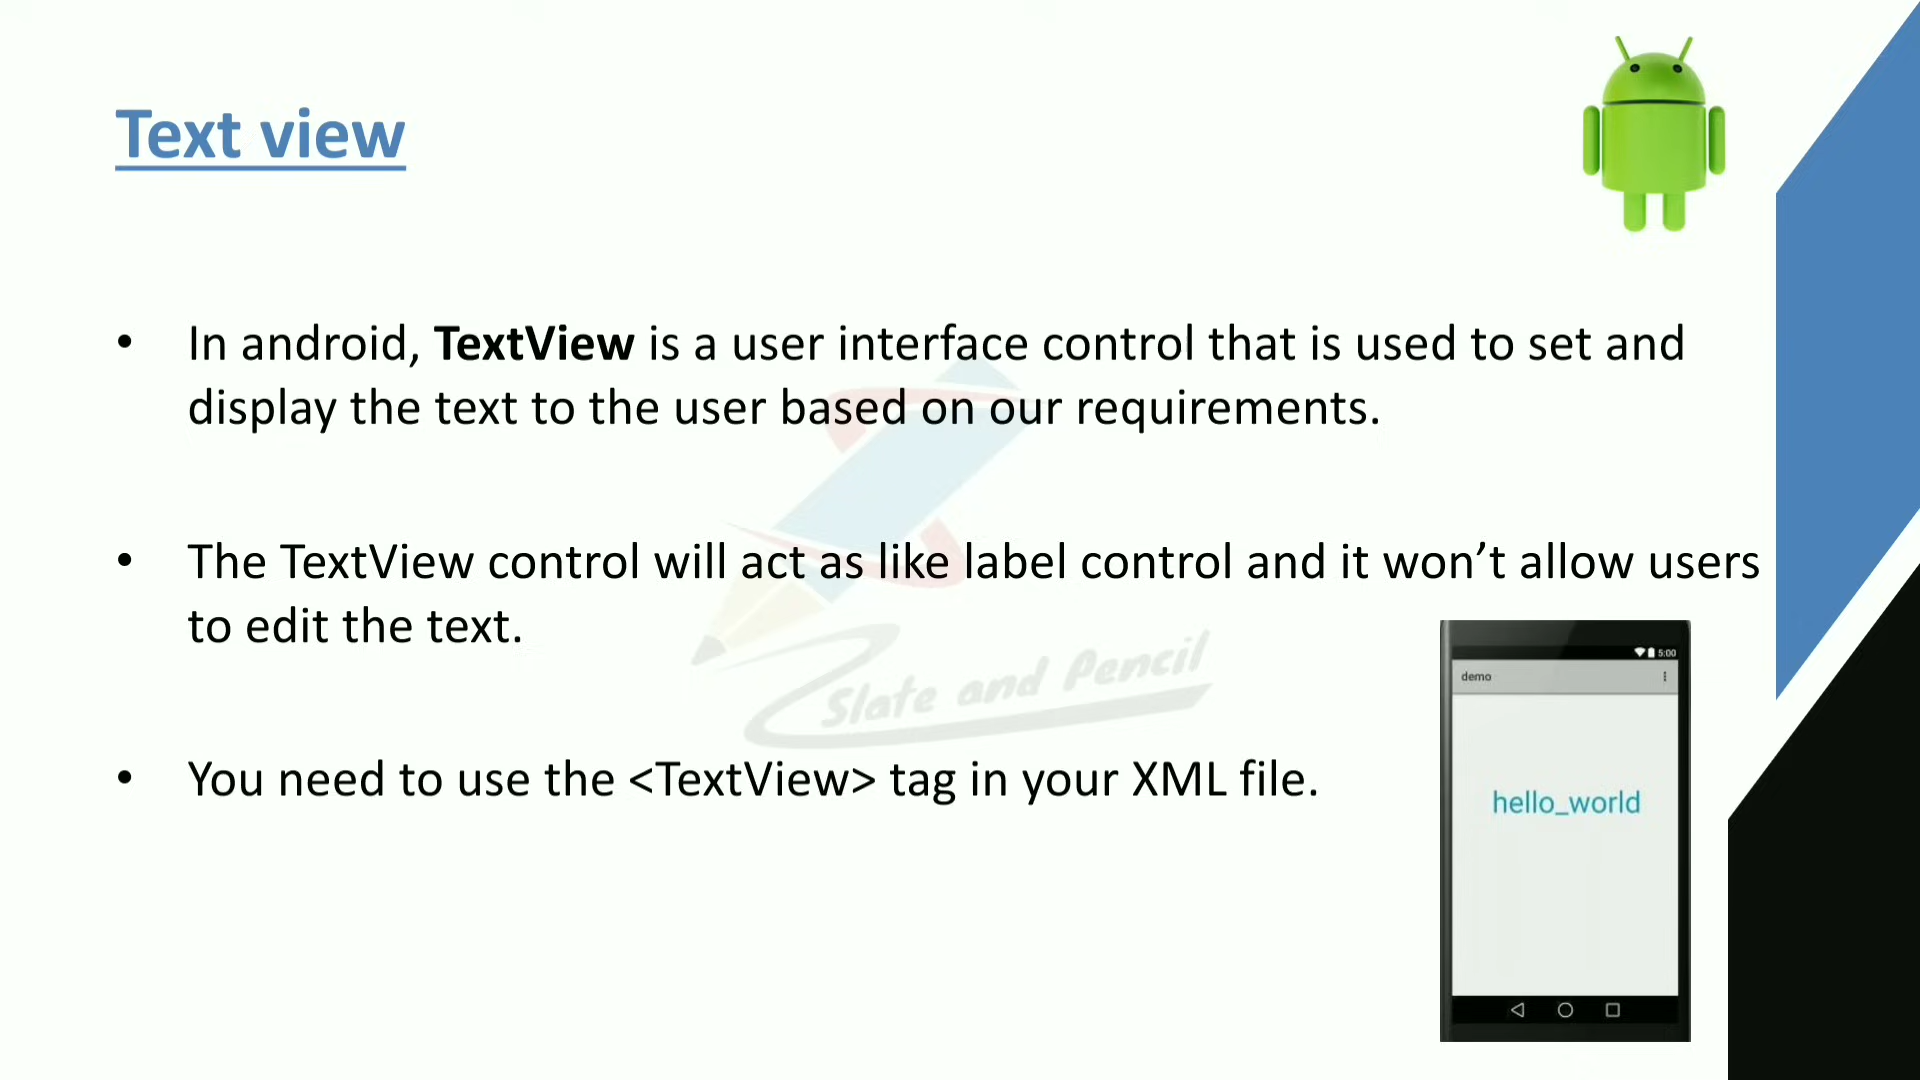 Text view
• In android, TextView is a user interface control that is used to set and
display the text to the user based on our requirements.
• The TextView control will act as like label control and it won’t allow users
to edit the text.
Slate and Pencil
• You need to use the <TextView> tag in your XML file.
5:00
demo
hello_world